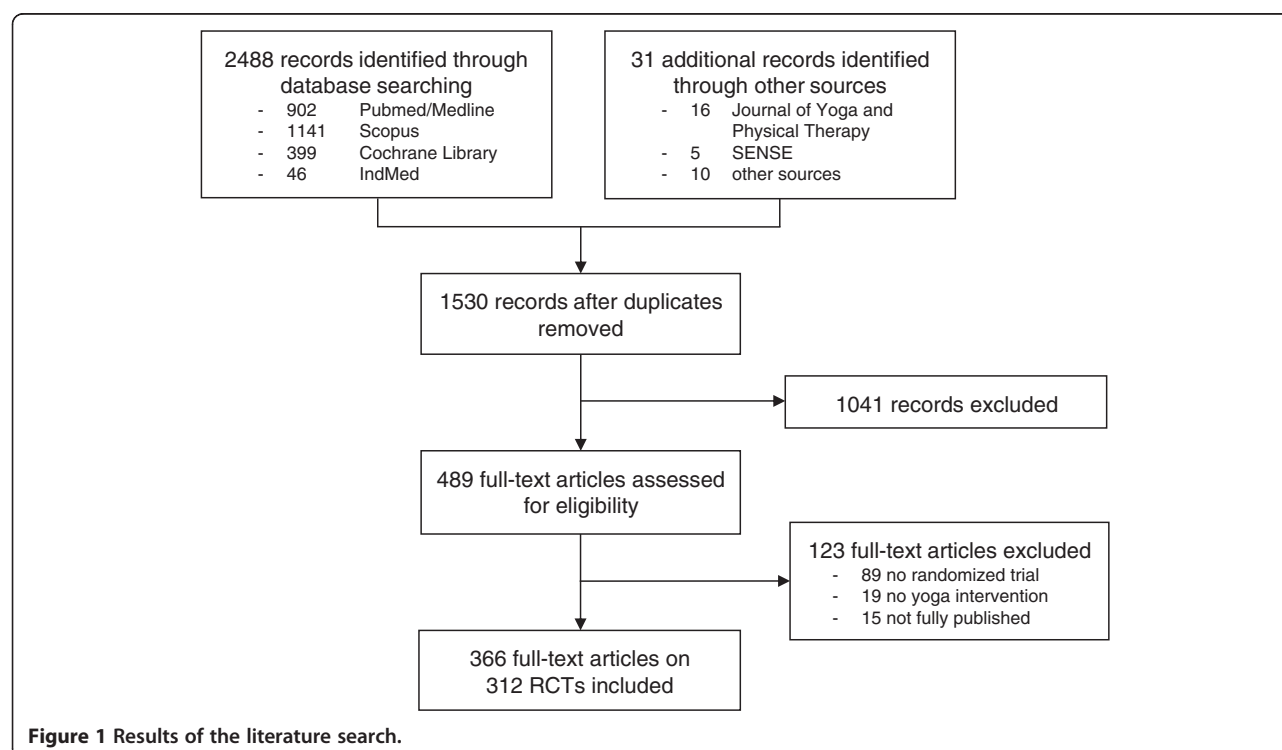 2488 records identified through
database searching
- 902 Pubmed/Medline
- 1141 Scopus
- 399 Cochrane Library
- 46 IndMed
31 additional records identified
through other sources
- 16 Journal of Yoga and
Physical Therapy
- 5 SENSE
- 10 other sources
1530 records after duplicates
removed
1041 records excluded
489 full-text articles assessed
for eligibility
123 full-text articles excluded
- 89 no randomized trial
- 19 no yoga intervention
- 15 not fully published
366 full-text articles on
312 RCTs included
Figure 1 Results of the literature search.